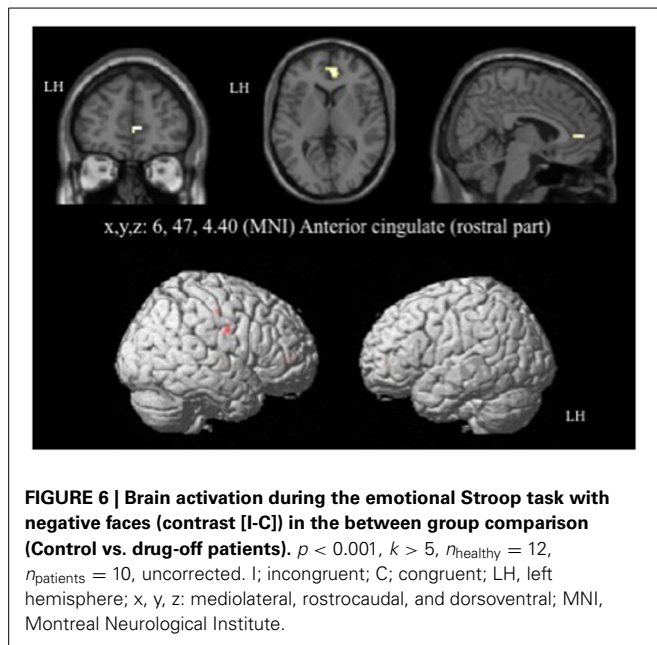 LH
LH
x,y,z: 6, 47, 4.40 (MNI) Anterior cingulate (rostral part)
LH
FIGURE 6 | Brain activation during the emotional Stroop task with
negative faces (contrast [I-C]) in the between group comparison
(Control vs. drug-off patients). p < 0.001, k > 5, nhealthy = 12,
npatients = 10, uncorrected. I; incongruent; C; congruent; LH, left
hemisphere; x, y, z: mediolateral, rostrocaudal, and dorsoventral; MNI,
Montreal Neurological Institute.